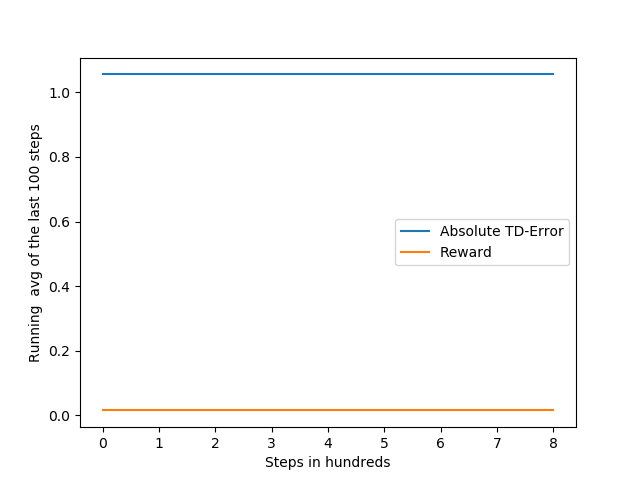 1.0
0.8
0.6
0.4
0.2
0.0
Running  avg of the last 100 steps
Absolute TD-Error
Reward
0 1 2 3 4 5 6 7 8
Steps in hundreds